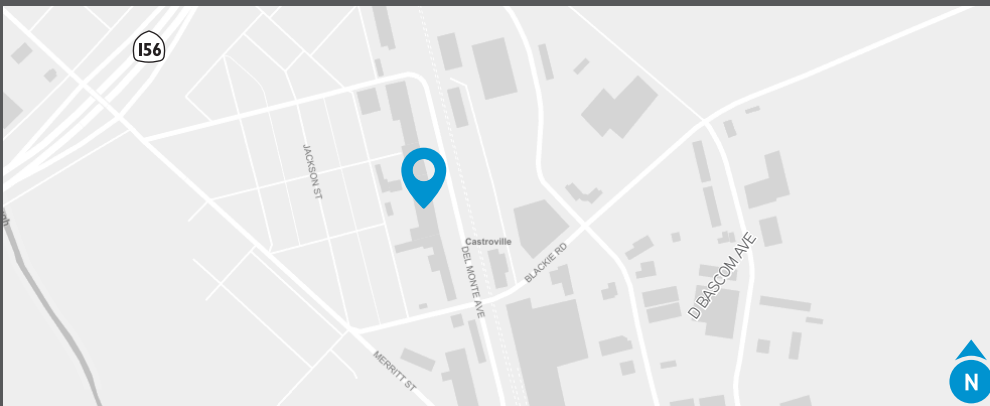 156
JACKSON ST
Castroville
DEL MONTE AVE
BLACKIE RD
D BASCOM AVE
MERRITT ST
N